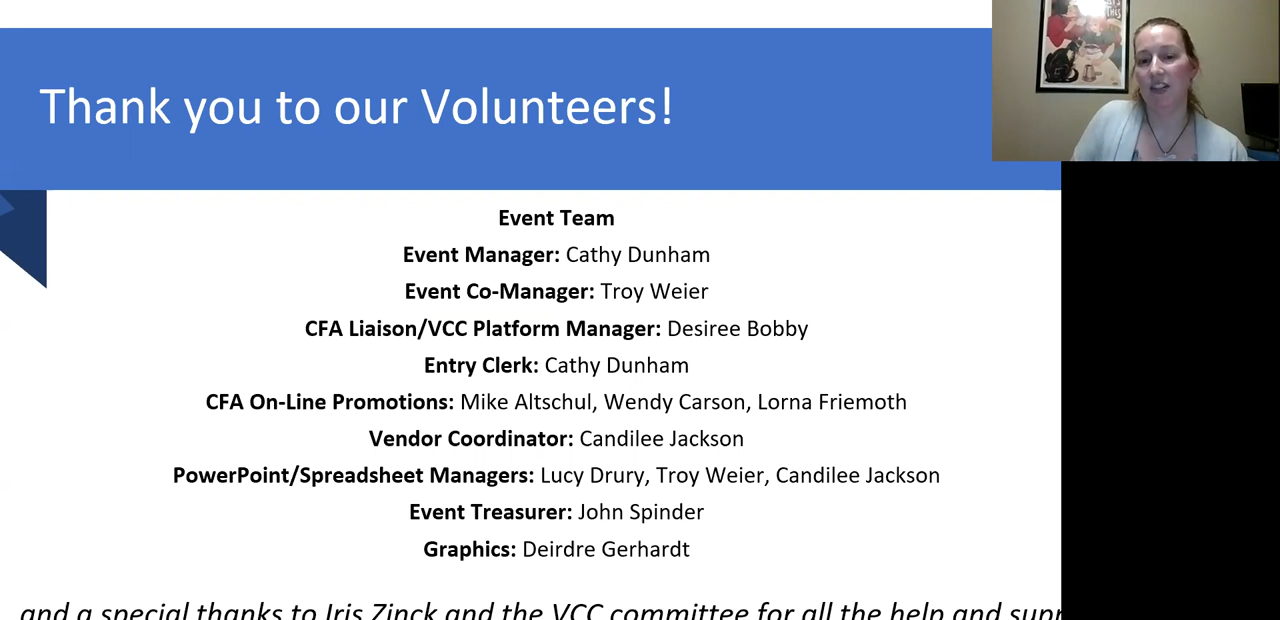 Thank you to our Volunteers!
Event Team
Event Manager: Cathy Dunham
Event Co-Manager: Troy Weier
CFA Liaison/VCC Platform Manager: Desiree Bobby
Entry Clerk: Cathy Dunham
CFA On-Line Promotions: Mike Altschul, Wendy Carson, Lorna Friemoth
Vendor Coordinator: Candilee Jackson
PowerPoint/Spreadsheet Managers: Lucy Drury, Troy Weier, Candilee Jackson
Event Treasurer: John Spinder
Graphics: Deirdre Gerhardt
and a special thanks to Iris Zinck and the VCC committee for all the help and